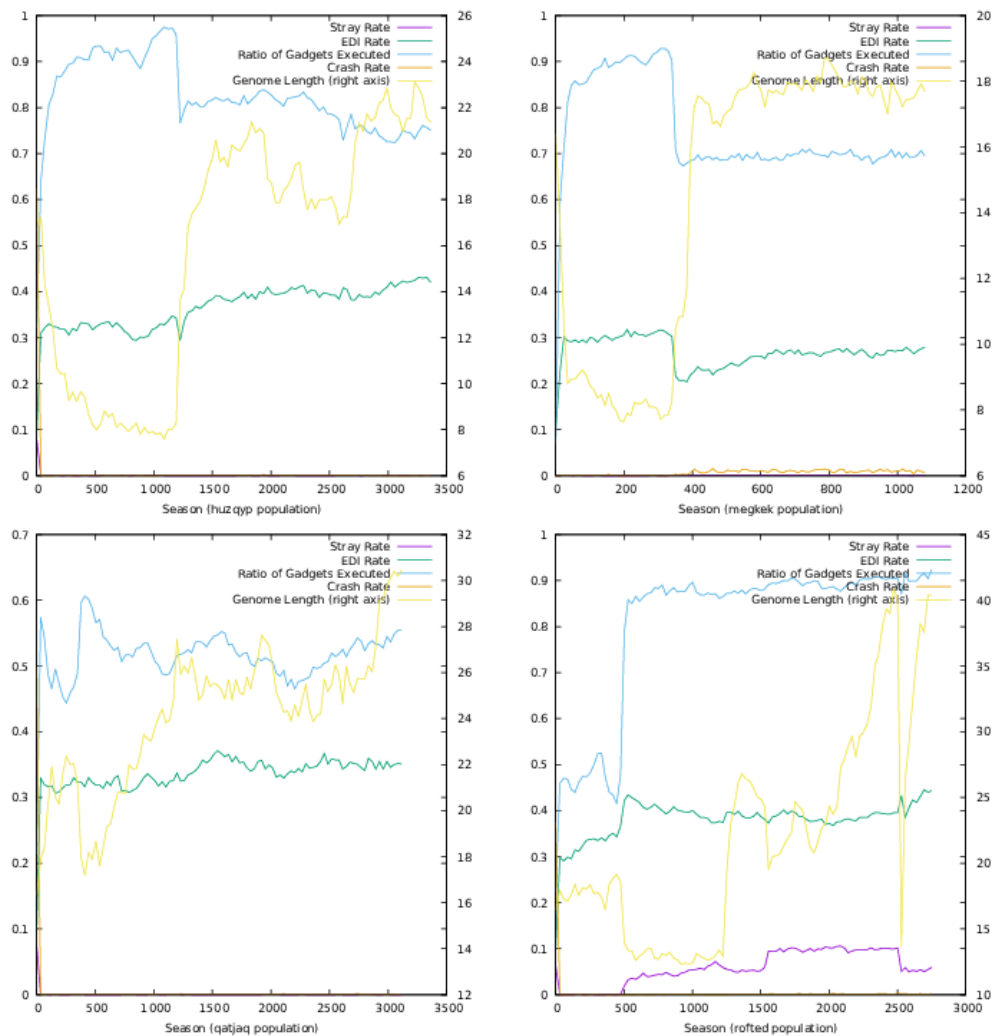 1
0.9
0.8
0.7
0.6
0.5
0.4
0.3
0.2
0.1
0
26
24
22
20
18
16
14
12
10
8
6
Stray Rate
EDI Rate
Ratio of Gadgets Executed
Crash Rate
Genome Length (right axis)
0 500 1000 1500 2000 2500 3000 3500
Season (huzqyp population)
1
0.9
0.8
0.7
0.6
0.5
0.4
0.3
0.2
0.1
0
20
18
16
14
12
10
8
6
Stray Rate
EDI Rate
Ratio of Gadgets Executed
Crash Rate
Genome Length (right axis)
0 200 400 600 800 1000 1200
Season (megkek population)
0.7
0.6
0.5
0.4
0.3
0.2
0.1
0
32
30
28
26
24
22
20
18
16
14
12
Stray Rate
EDI Rate
Ratio of Gadgets Executed
Crash Rate
Genome Length (right axis)
0 500 1000 1500 2000 2500 3000 3500
Season (qatjaq population)
1
0.9
0.8
0.7
0.6
0.5
0.4
0.3
0.2
0.1
0
45
40
35
30
25
20
15
10
Stray Rate
EDI Rate
Ratio of Gadgets Executed
Crash Rate
Genome Length (right axis)
0 500 1000 1500 2000 2500 3000
Season (rofted population)